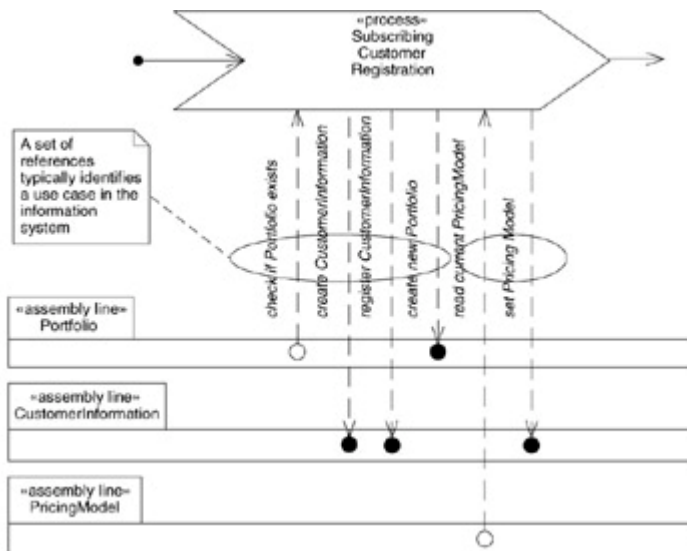 «process»
Subscribing
Customer
Registration
A set of
references
typically identifies
a use case in the
information
system
check if Portfolio exists
create CustomerInformation
register CustomerInformation
create new Portfolio
read currant PricingModel
set Pricing Model
«assembly line»
Portfolio
«assembly line»
CustomerInformation
«assembly line»
PricingModel